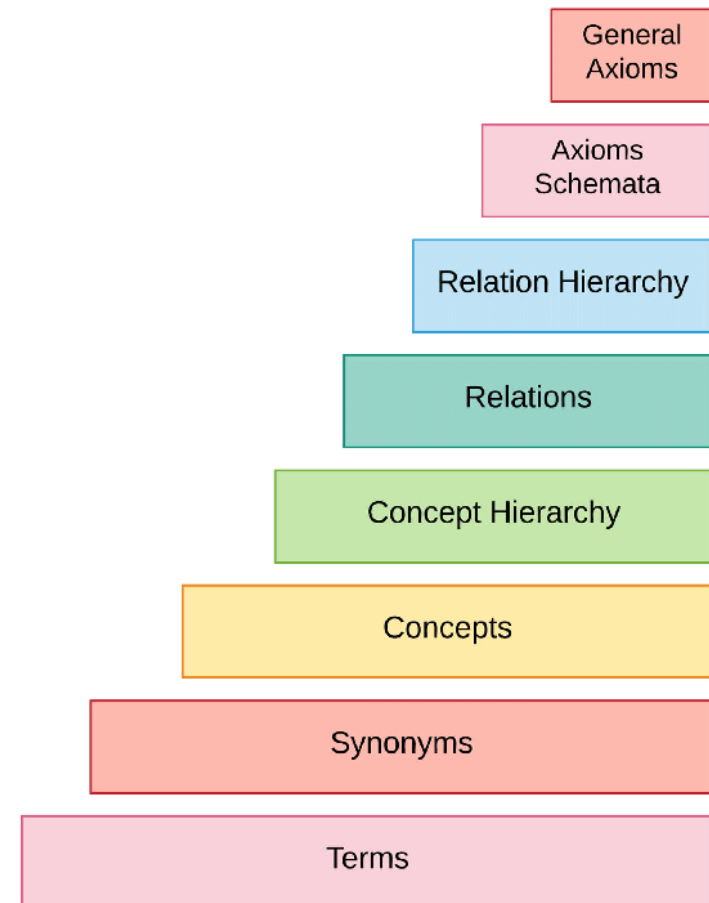 General
Axioms
Axioms
Schemata
Relation Hierarchy
Relations
Concept Hierarchy
Concepts
Synonyms
Terms